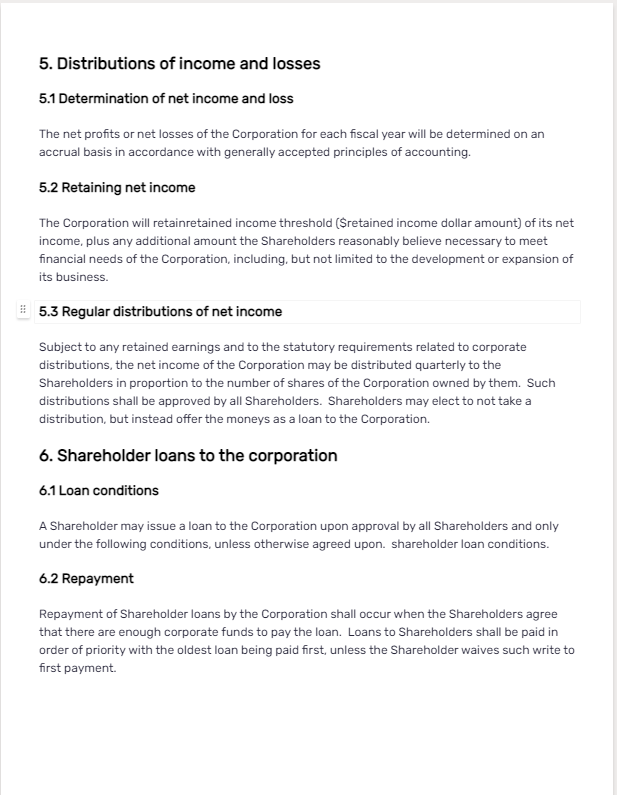 5. Distributions of income and losses
5.1 Determination of net income and loss
The net profits or net losses of the Corporation for each fiscal year will be determined on an
accrual basis in accordance with generally accepted principles of accounting.
5.2 Retaining net income
The Corporation will retainretained income threshold ($retained income dollar amount) of its net
income, plus any additional amount the Shareholders reasonably believe necessary to meet
financial needs of the Corporation, including, but not limited to the development or expansion of
its business.
5.3 Regular distributions of net income
Subject to any retained earnings and to the statutory requirements related to corporate
distributions, the net income of the Corporation may be distributed quarterly to the
Shareholders in proportion to the number of shares of the Corporation owned by them.  Such
distributions shall be approved by all Shareholders.  Shareholders may elect to not take a
distribution, but instead offer the moneys as a loan to the Corporation.
6. Shareholder loans to the corporation
6.1 Loan conditions
A Shareholder may issue a loan to the Corporation upon approval by all Shareholders and only
under the following conditions, unless otherwise agreed upon.  shareholder loan conditions.
6.2 Repayment
Repayment of Shareholder loans by the Corporation shall occur when the Shareholders agree
that there are enough corporate funds to pay the loan.  Loans to Shareholders shall be paid in
order of priority with the oldest loan being paid first, unless the Shareholder waives such write to
first payment.